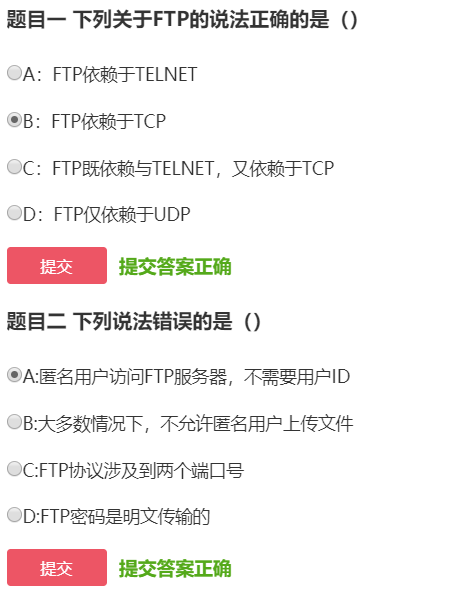 题目一 下列关于FTP的说法正确的是（）
A：FTP依赖于TELNET
B：FTP依赖于TCP
C：FTP既依赖与TELNET，又依赖于TCP
D：FTP仅依赖于UDP
提交 提交答案正确
题目二 下列说法错误的是（）
A:匿名用户访问FTP服务器，不需要用户ID
B:大多数情况下，不允许匿名用户上传文件
C:FTP协议涉及到两个端口号
D:FTP密码是明文传输的
提交 提交答案正确